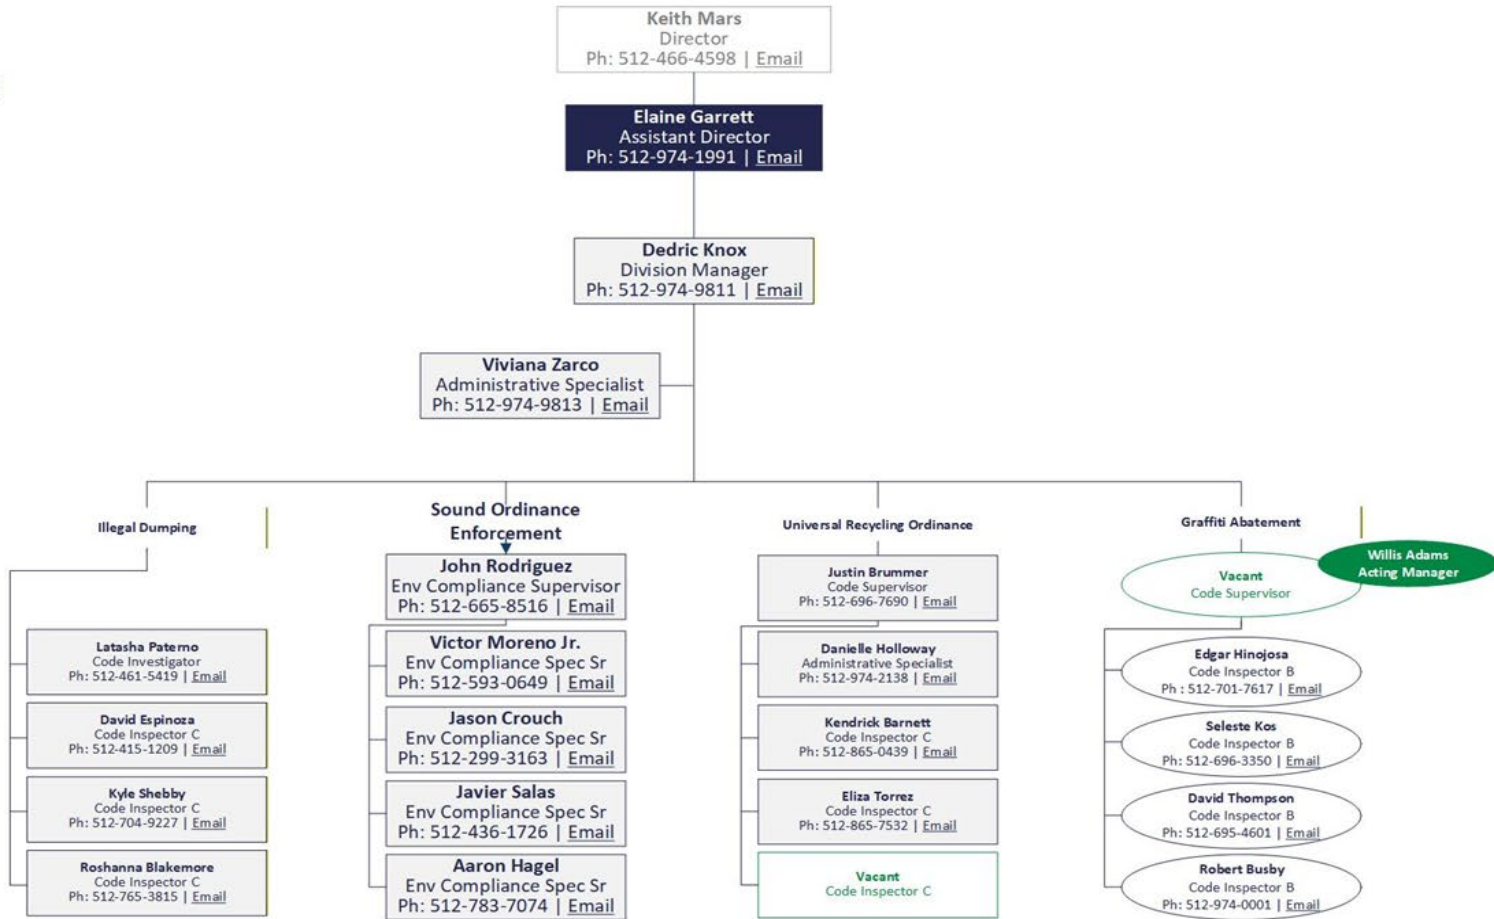 Keith Mars
Director
Ph: 512-466-4598 | Email
Elaine Garrett
Assistant Director
Ph: 512-974-1991 | Email
Dedric Knox
Division Manager
Ph: 512-974-9811 | Email
Viviana Zarco
Administrative Specialist
Ph: 512-974-9813 | Email
Illegal Dumping
Latasha Paterno
Code Investigator
Ph: 512-461-5419 | Email
David Espinoza
Code Inspector C
Ph: 512-415-1209 | Email
Kyle Shebby
Code Inspector C
Ph: 512-704-9227 | Email
Roshanna Blakemore
Code Inspector C
Ph: 512-765-3815 | Email
Sound Ordinance
Enforcement
John Rodriguez
Env Compliance Supervisor
Ph: 512-665-8516 | Email
Victor Moreno Jr.
Env Compliance Spec Sr
Ph: 512-593-0649 | Email
Jason Crouch
Env Compliance Spec Sr
Ph: 512-299-3163 | Email
Javier Salas
Env Compliance Spec Sr
Ph: 512-436-1726 | Email
Aaron Hagel
Env Compliance Spec Sr
Ph: 512-783-7074 | Email
Universal Recycling Ordinance
Justin Brummer
Code Supervisor
Ph: 512-696-7690 | Email
Danielle Holloway
Administrative Specialist
Ph: 512-974-2138 | Email
Kendrick Barnett
Code Inspector C
Ph: 512-865-0439 | Email
Eliza Torrez
Code Inspector C
Ph: 512-865-7532 | Email
Vacant
Code Inspector C
Graffiti Abatement
Willis Adams
Acting Manager
Vacant
Code Supervisor
Edgar Hinojosa
Code Inspector B
Ph : 512-701-7617 | Email
Seleste Kos
Code Inspector B
Ph: 512-696-3350 | Email
David Thompson
Code Inspector B
Ph: 512-695-4601 | Email
Robert Busby
Code Inspector B
Ph: 512-974-0001 | Email